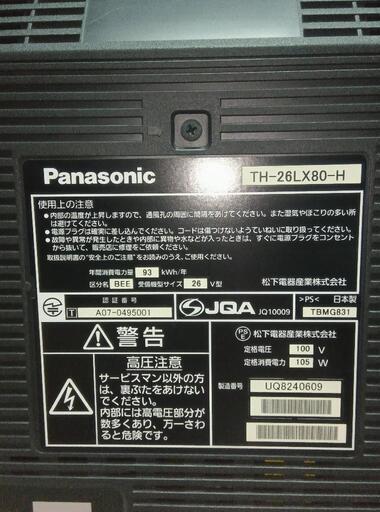 Panasonic
TH-26LX80-H
使用上の注意
● 内部の温度が上昇しますので、通風孔の周囲に間隔をあけてください。また湿気やほこりの多い所は避けてください。
● 電源プラグは確実に差し込んでください。コードは傷つけないようていねいに取り扱ってください。
● 故障や異常が発生したときや内部に異物や水などが入ったときは、すぐに電源プラグをコンセントから抜いて、販売店に修理をご依頼ください。
取扱説明書の「安全上のご注意」をよくお読みのうえ、ご使用ください。
年間消費電力量 93 kWh/年
区分名 BEE 受信機型サイズ 26 V型
認証番号
T A07-0495001
JQA JQ10009
>PS< 日本製
TBMG831
松下電器産業株式会社
警告
高圧注意
サービスマン以外の方は、裏ぶたをあけないでください。
内部には高電圧部分が数多くあり、万一さわると危険です。
PSE 松下電器産業株式会社
定格電圧 100 V
定格消費電力 105 W
製造番号 UQ8240609